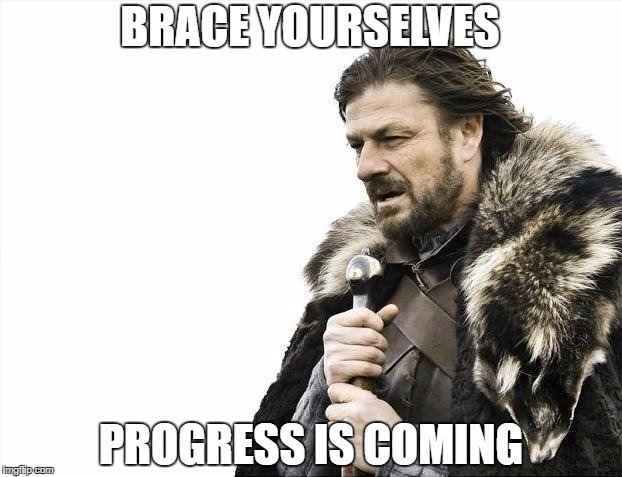 BRACE YOURSELVES
PROGRESS IS COMING
imgflip.com